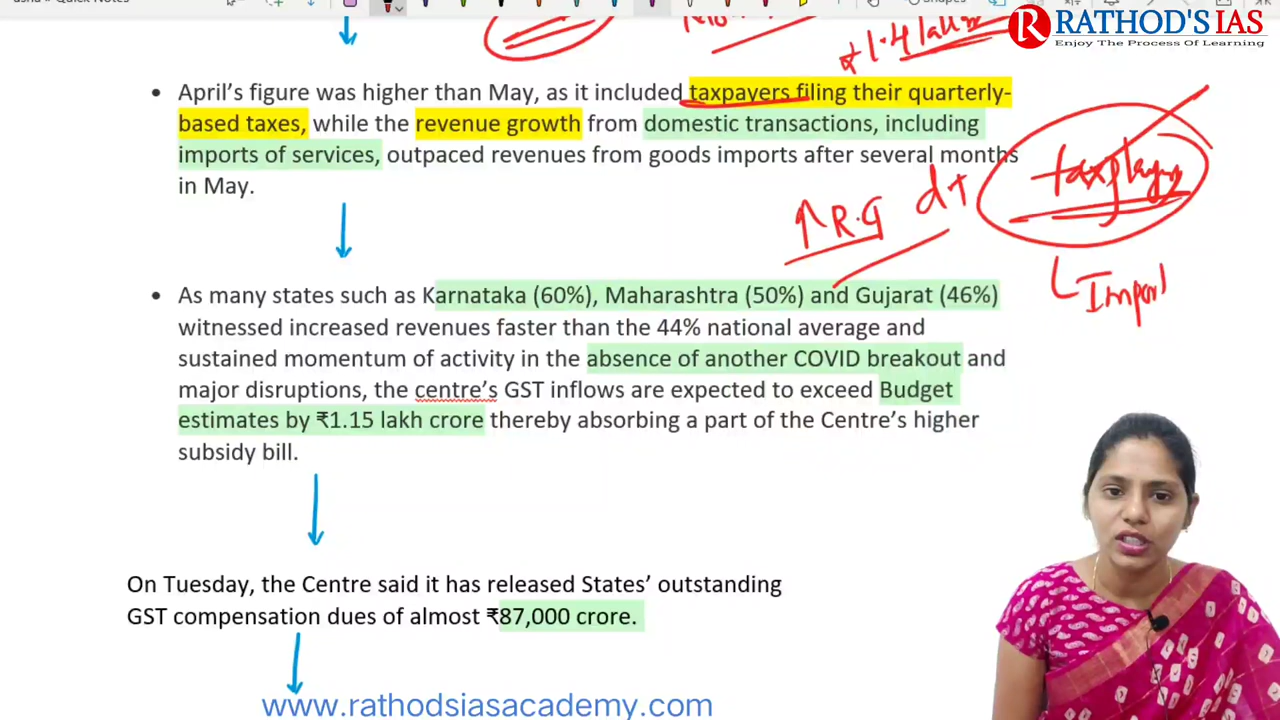 usha » Quick Notes
Shapes
RATHOD'S IAS
Enjoy The Process Of Learning
₹1.4 lakh
• April's figure was higher than May, as it included taxpayers filing their quarterly-
based taxes, while the revenue growth from domestic transactions, including
imports of services, outpaced revenues from goods imports after several months
in May.
↑ R.G dt
taxplayers
Import
• As many states such as Karnataka (60%), Maharashtra (50%) and Gujarat (46%)
witnessed increased revenues faster than the 44% national average and
sustained momentum of activity in the absence of another COVID breakout and
major disruptions, the centre's GST inflows are expected to exceed Budget
estimates by ₹1.15 lakh crore thereby absorbing a part of the Centre's higher
subsidy bill.
On Tuesday, the Centre said it has released States' outstanding
GST compensation dues of almost ₹87,000 crore.
www.rathodsiasacademy.com